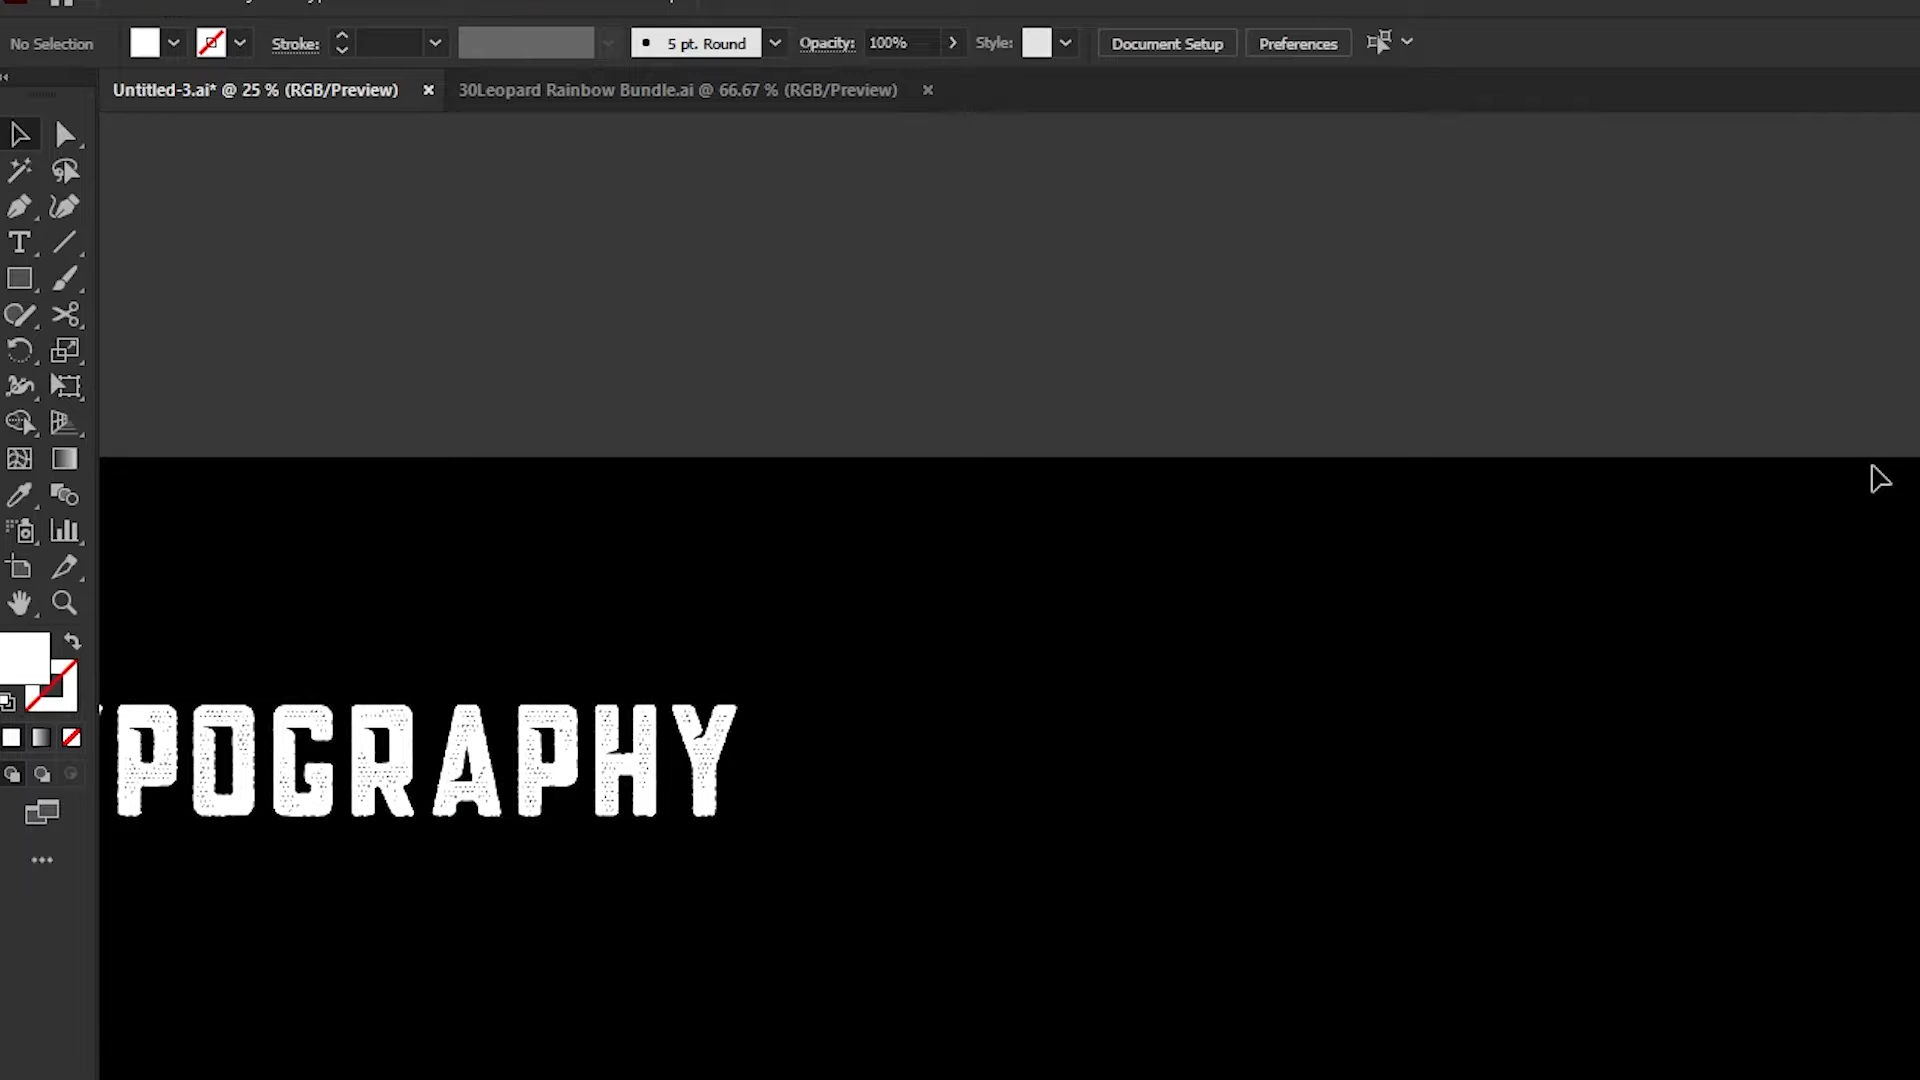 No Selection Stroke: 5 pt. Round Opacity: 100% Style: Document Setup Preferences
Untitled-3.ai* @ 25 % (RGB/Preview) × 30Leopard Rainbow Bundle.ai @ 66.67 % (RGB/Preview) ×
POGRAPHY